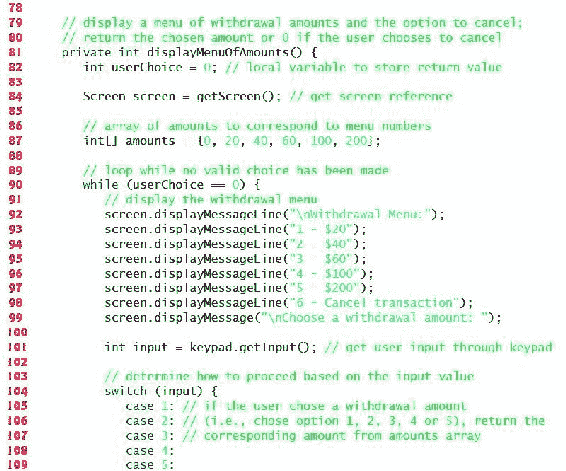 78
79 // display a menu of withdrawal amounts and the option to cancel;
80 // return the chosen amount or 0 if the user chooses to cancel
81 private int displayMenuOfAmounts() {
82 int userChoice = 0; // local variable to store return value
83
84 Screen screen = getScreen(); // get screen reference
85
86 // array of amounts to correspond to menu numbers
87 int[] amounts = {0, 20, 40, 60, 100, 200};
88
89 // loop while no valid choice has been made
90 while (userChoice == 0) {
91 // display the withdrawal menu
92 screen.displayMessageLine("\nWithdrawal Menu:");
93 screen.displayMessageLine("1 - $20");
94 screen.displayMessageLine("2 - $40");
95 screen.displayMessageLine("3 - $60");
96 screen.displayMessageLine("4 - $100");
97 screen.displayMessageLine("5 - $200");
98 screen.displayMessageLine("6 - Cancel transaction");
99 screen.displayMessage("\nChoose a withdrawal amount: ");
100
101 int input = keypad.getInput(); // get user input through keypad
102
103 // determine how to proceed based on the input value
104 switch (input) {
105 case 1: // if the user chose a withdrawal amount
106 case 2: // (i.e., chose option 1, 2, 3, 4 or 5), return the
107 case 3: // corresponding amount from amounts array
108 case 4:
109 case 5: